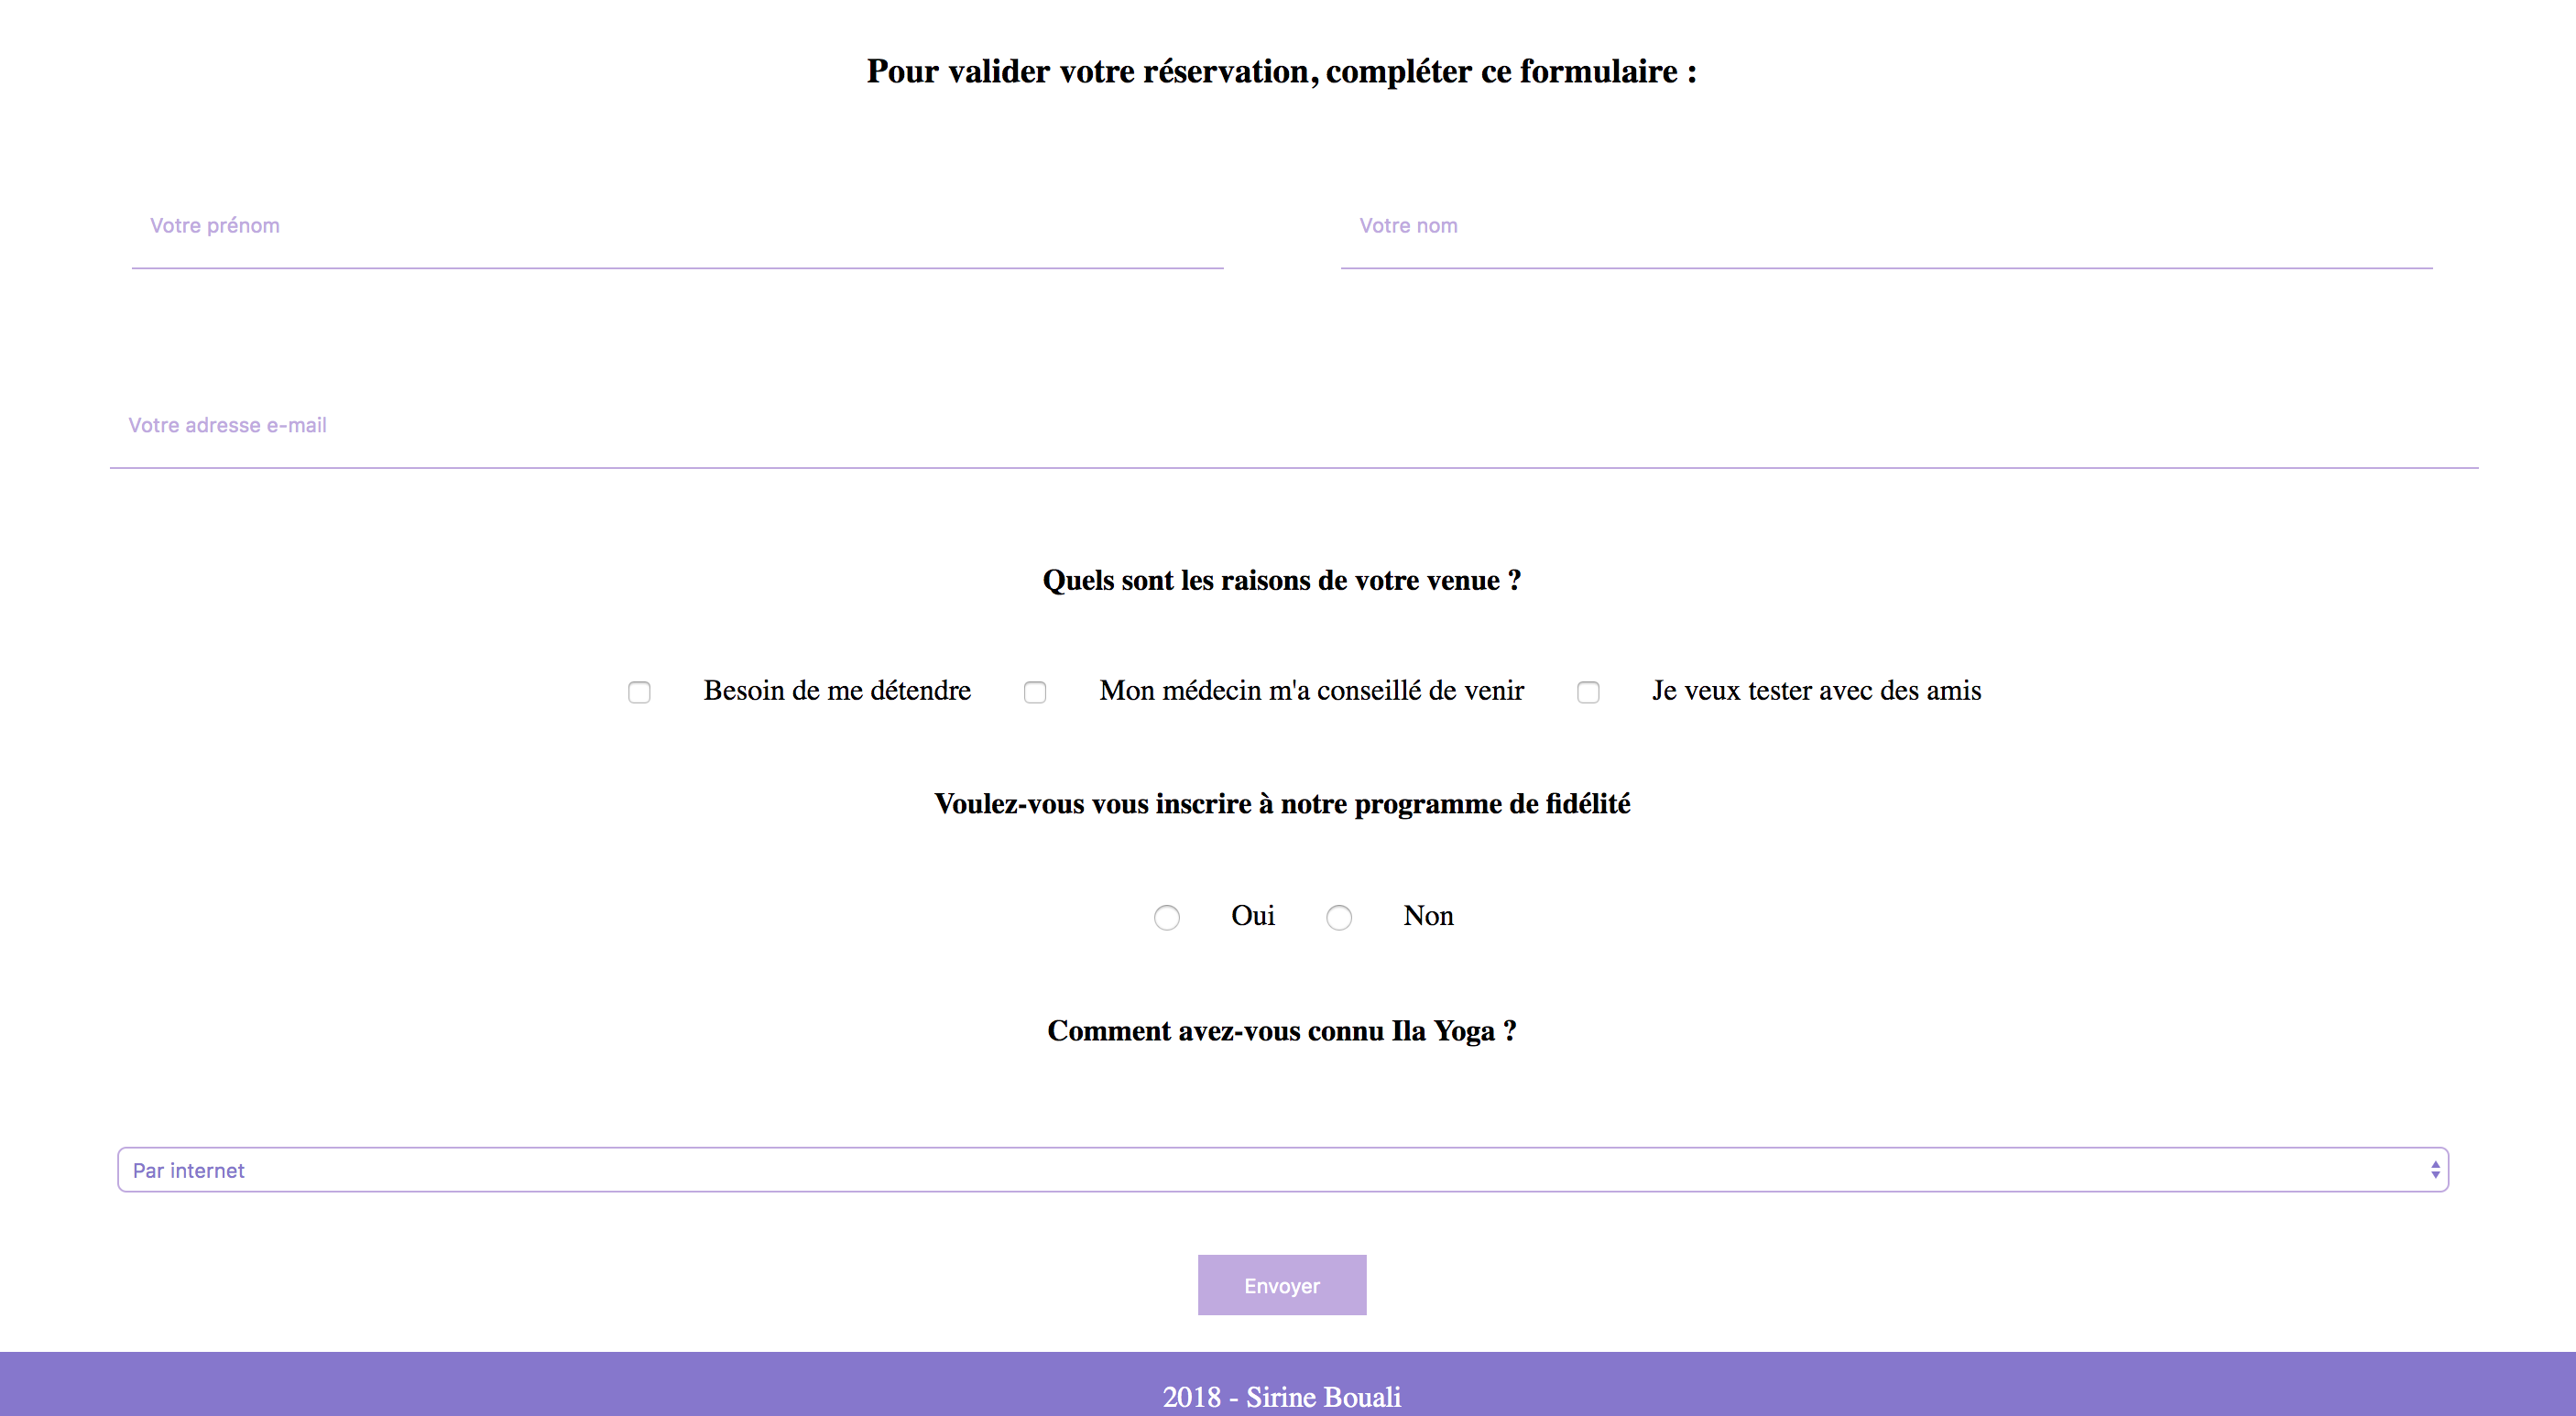 Pour valider votre réservation, compléter ce formulaire :
Votre prénom Votre nom
Votre adresse e-mail
Quels sont les raisons de votre venue ?
Besoin de me détendre Mon médecin m'a conseillé de venir Je veux tester avec des amis
Voulez-vous vous inscrire à notre programme de fidélité
Oui Non
Comment avez-vous connu Ila Yoga ?
Par internet
Envoyer
2018 - Sirine Bouali